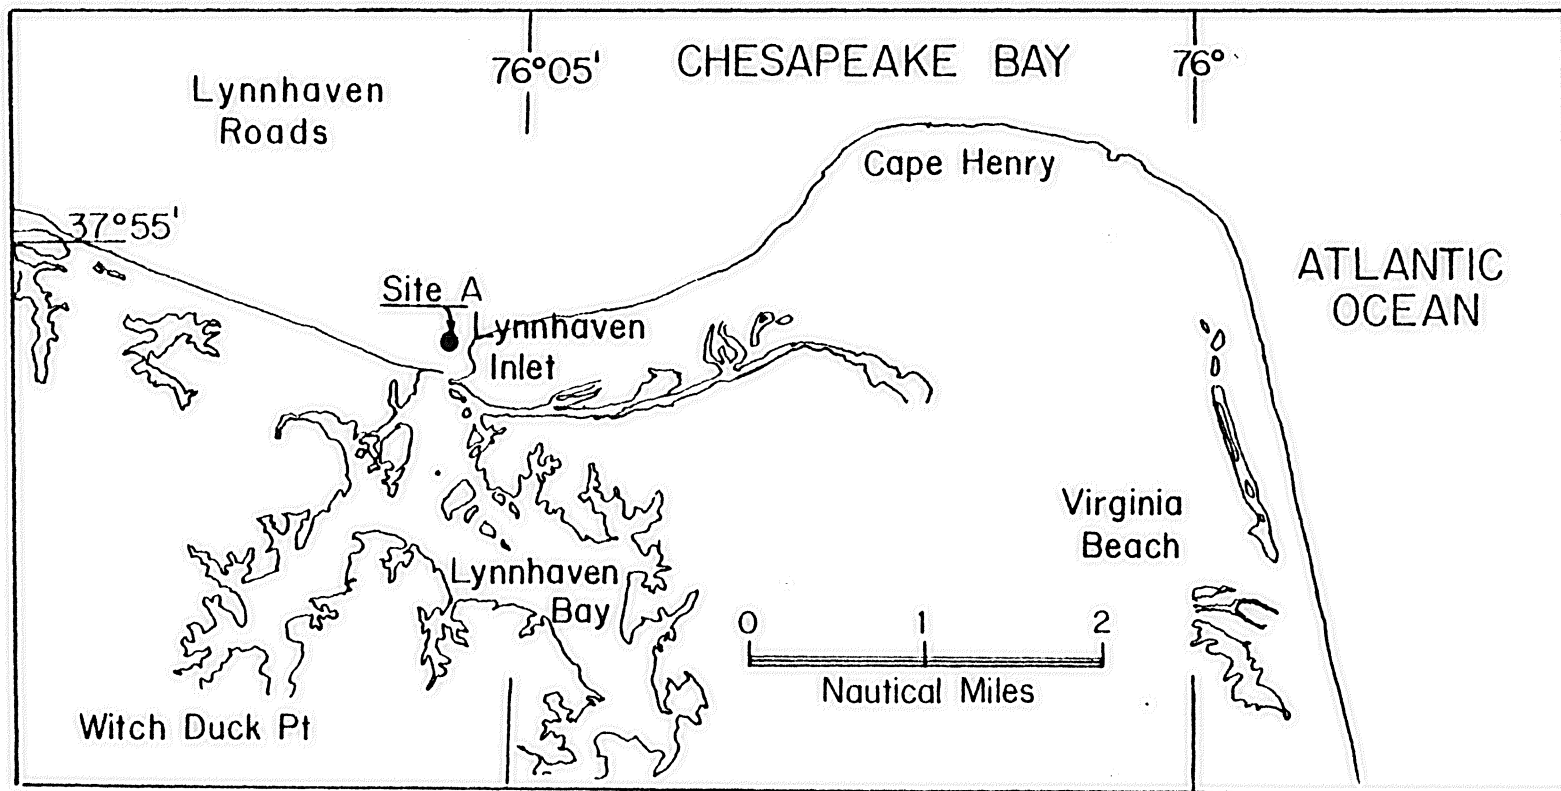 76°05'
CHESAPEAKE BAY
76°
Lynnhaven
Roads
Cape Henry
37°55'
ATLANTIC
OCEAN
Site A
Lynnhaven
Inlet
Virginia
Beach
Lynnhaven
Bay
0 1 2
Nautical Miles
Witch Duck Pt